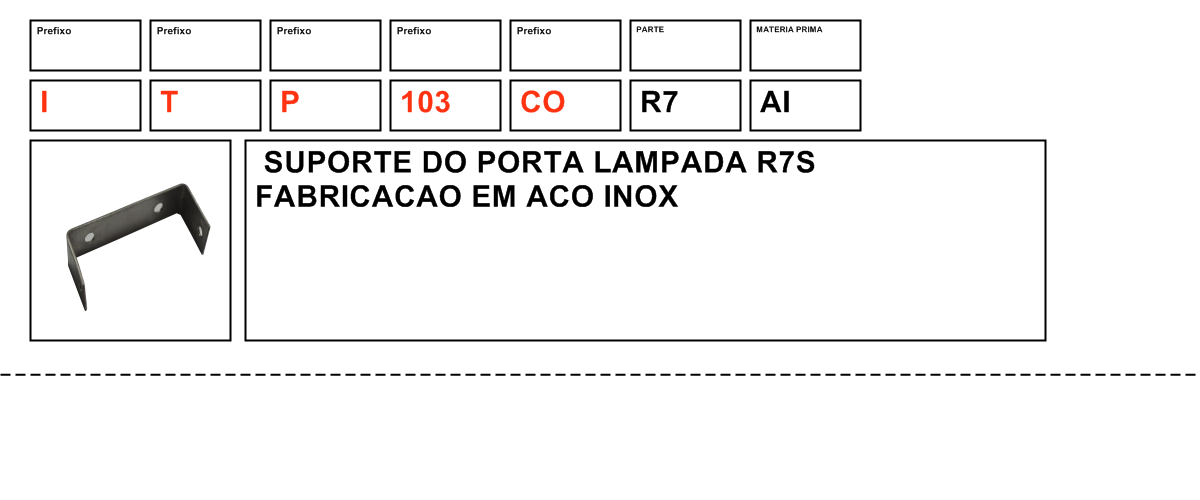 Prefixo Prefixo Prefixo Prefixo Prefixo PARTE MATERIA PRIMA
I T P 103 CO R7 AI
SUPORTE DO PORTA LAMPADA R7S
FABRICACAO EM ACO INOX